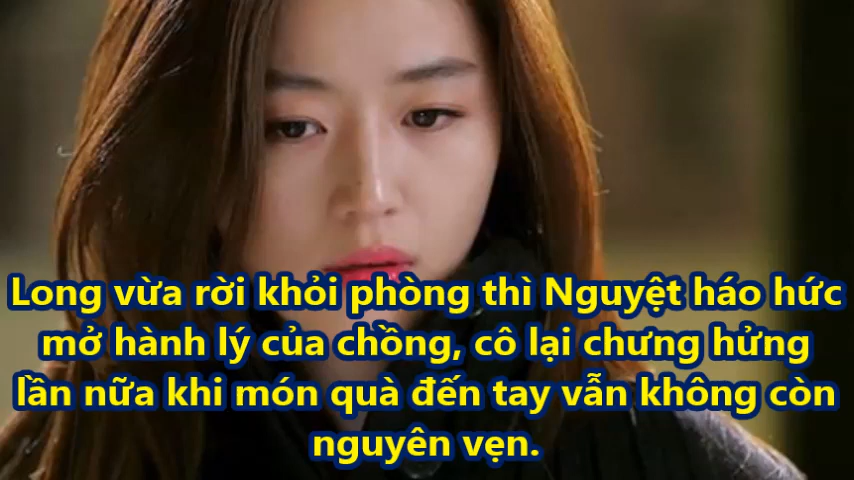 Long vừa rời khỏi phòng thì Nguyệt háo hức
mở hành lý của chồng, cô lại chưng hửng
lần nữa khi món quà đến tay vẫn không còn
nguyên vẹn.